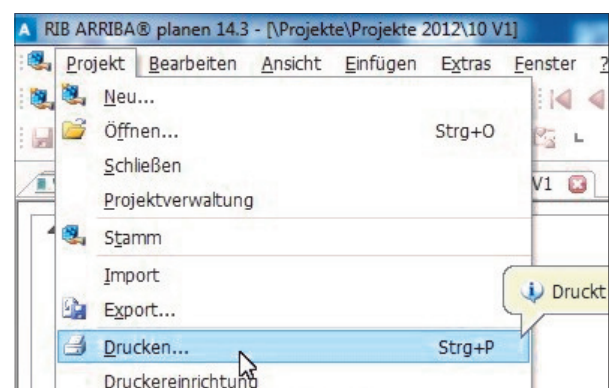 RIB ARRIBA® planen 14.3 - [\Projekte\Projekte 2012\10 V1]
Projekt Bearbeiten Ansicht Einfügen Extras Fenster ?
Neu...
Öffnen... Strg+O
Schließen
V1
Projektverwaltung
Stamm
Import
Druckt
Export...
Drucken... Strg+P
Druckereinrichtung